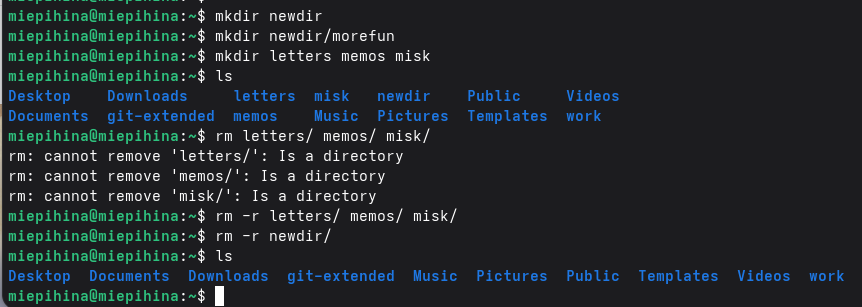 miepihina@miepihina:~$ mkdir newdir
miepihina@miepihina:~$ mkdir newdir/morefun
miepihina@miepihina:~$ mkdir letters memos misk
miepihina@miepihina:~$ ls
Desktop    Downloads     letters  misk   newdir    Public     Videos
Documents  git-extended  memos    Music  Pictures  Templates  work
miepihina@miepihina:~$ rm letters/ memos/ misk/
rm: cannot remove 'letters/': Is a directory
rm: cannot remove 'memos/': Is a directory
rm: cannot remove 'misk/': Is a directory
miepihina@miepihina:~$ rm -r letters/ memos/ misk/
miepihina@miepihina:~$ rm -r newdir/
miepihina@miepihina:~$ ls
Desktop  Documents  Downloads  git-extended  Music  Pictures  Public  Templates  Videos  work
miepihina@miepihina:~$